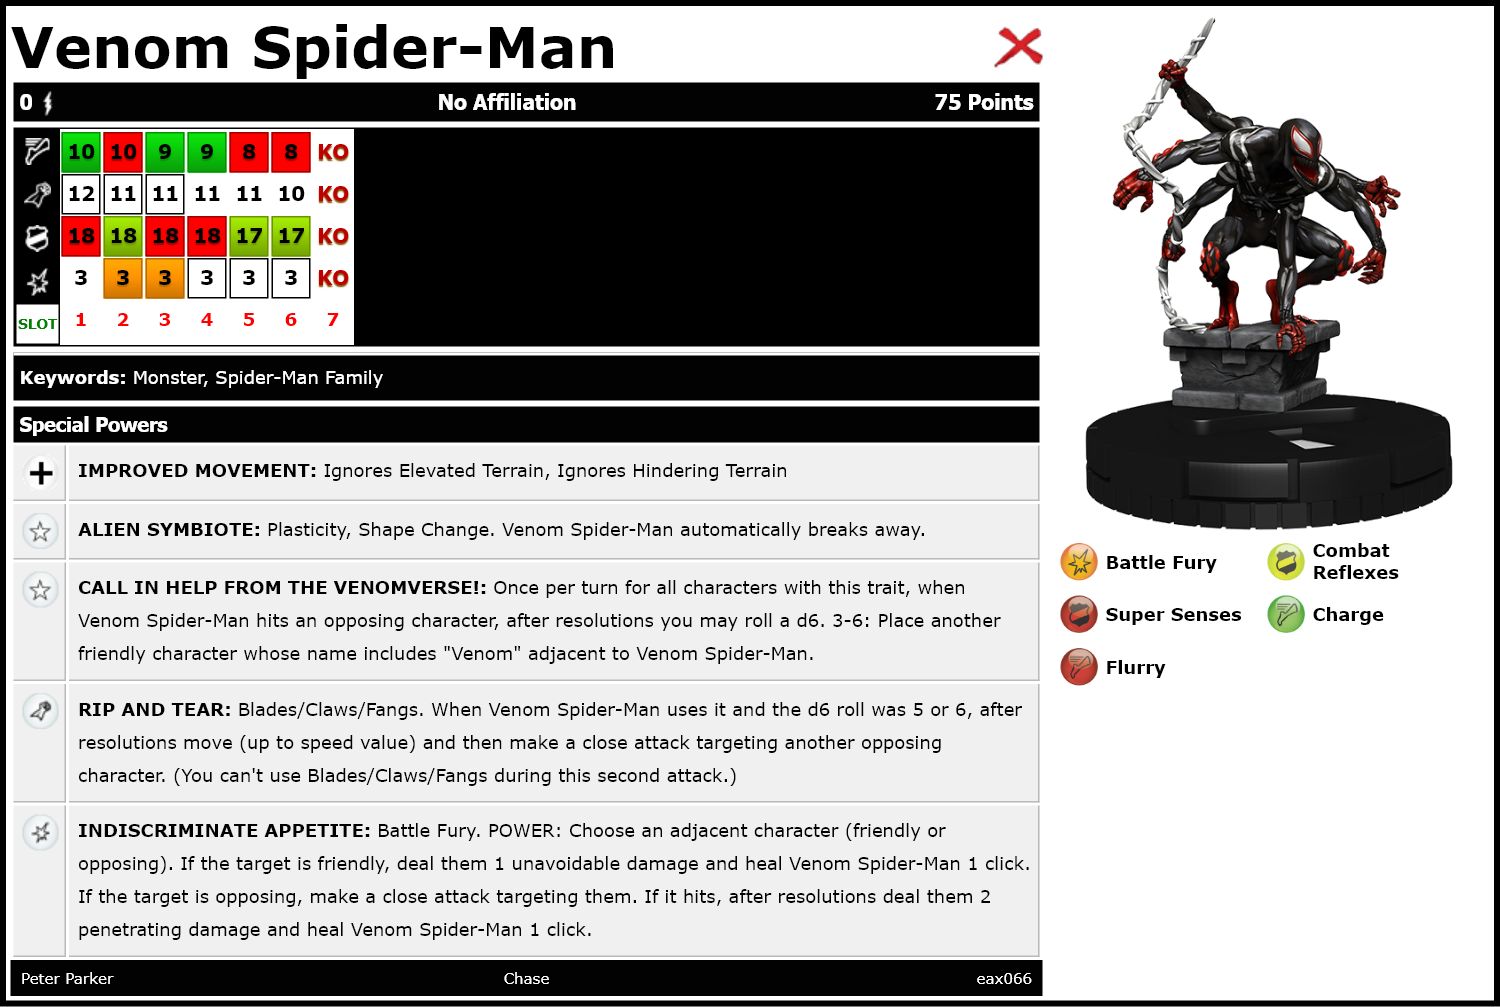 Venom Spider-Man
0 No Affiliation 75 Points
10 10 9 9 8 8 KO
12 11 11 11 11 10 KO
18 18 18 18 17 17 KO
3 3 3 3 3 3 KO
SLOT 1 2 3 4 5 6 7
Keywords: Monster, Spider-Man Family
Special Powers
IMPROVED MOVEMENT: Ignores Elevated Terrain, Ignores Hindering Terrain
ALIEN SYMBIOTE: Plasticity, Shape Change. Venom Spider-Man automatically breaks away.
CALL IN HELP FROM THE VENOMVERSE!: Once per turn for all characters with this trait, when
Venom Spider-Man hits an opposing character, after resolutions you may roll a d6. 3-6: Place another
friendly character whose name includes "Venom" adjacent to Venom Spider-Man.
RIP AND TEAR: Blades/Claws/Fangs. When Venom Spider-Man uses it and the d6 roll was 5 or 6, after
resolutions move (up to speed value) and then make a close attack targeting another opposing
character. (You can't use Blades/Claws/Fangs during this second attack.)
INDISCRIMINATE APPETITE: Battle Fury. POWER: Choose an adjacent character (friendly or
opposing). If the target is friendly, deal them 1 unavoidable damage and heal Venom Spider-Man 1 click.
If the target is opposing, make a close attack targeting them. If it hits, after resolutions deal them 2
penetrating damage and heal Venom Spider-Man 1 click.
Peter Parker Chase eax066
Battle Fury
Combat
Reflexes
Super Senses
Charge
Flurry